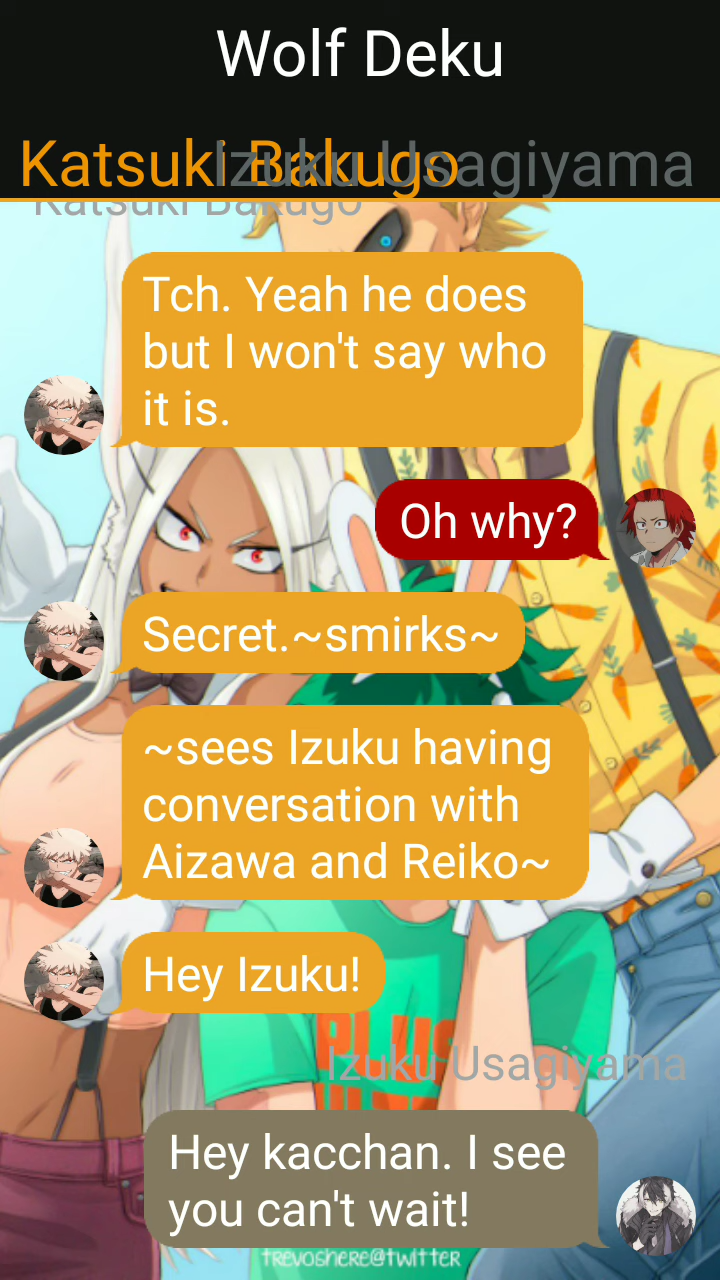 Wolf Deku
Katsuki Bakugo
Izuku Usagiyama
Katsuki Bakugo
Tch. Yeah he does
but I won't say who
it is.
Oh why?
Secret.~smirks~
~sees Izuku having
conversation with
Aizawa and Reiko~
Hey Izuku!
PLUS
Izuku Usagiyama
Hey kacchan. I see
you can't wait!
TREVOSHERE@TWITTER